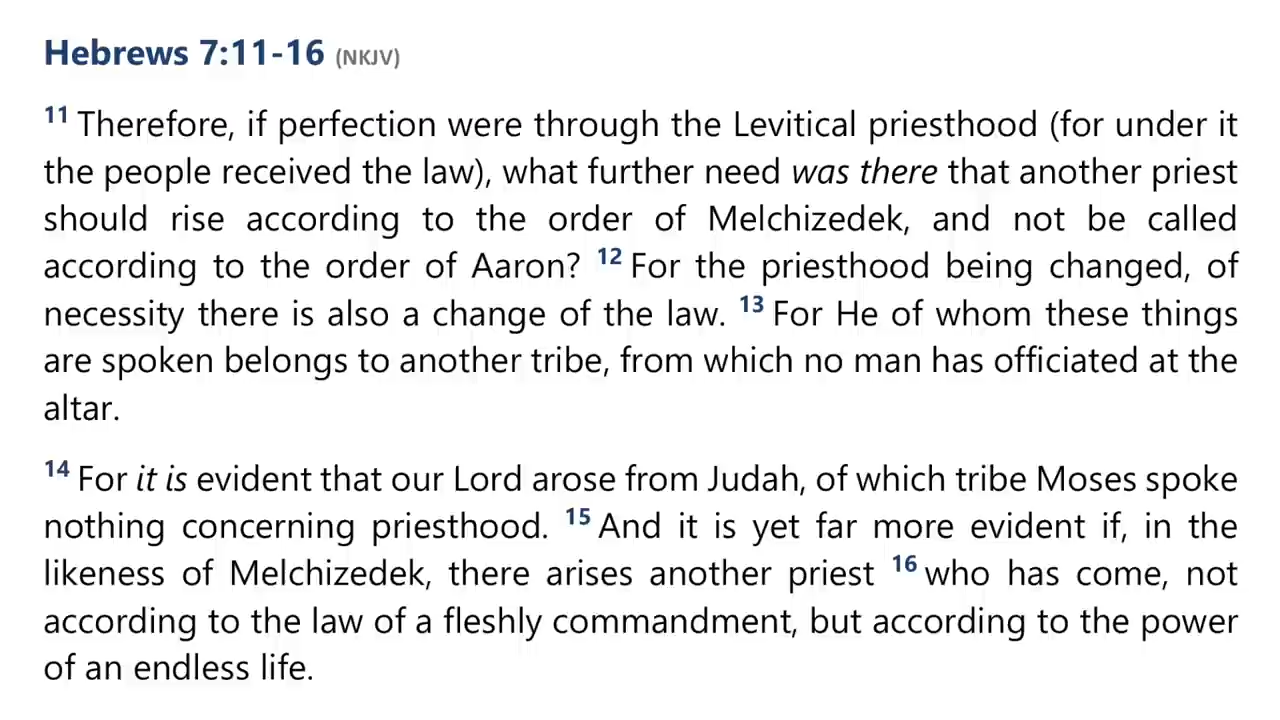 Hebrews 7:11-16 (NKJV)
11 Therefore, if perfection were through the Levitical priesthood (for under it
the people received the law), what further need was there that another priest
should rise according to the order of Melchizedek, and not be called
according to the order of Aaron? 12 For the priesthood being changed, of
necessity there is also a change of the law. 13 For He of whom these things
are spoken belongs to another tribe, from which no man has officiated at the
altar.
14 For it is evident that our Lord arose from Judah, of which tribe Moses spoke
nothing concerning priesthood. 15 And it is yet far more evident if, in the
likeness of Melchizedek, there arises another priest 16 who has come, not
according to the law of a fleshly commandment, but according to the power
of an endless life.